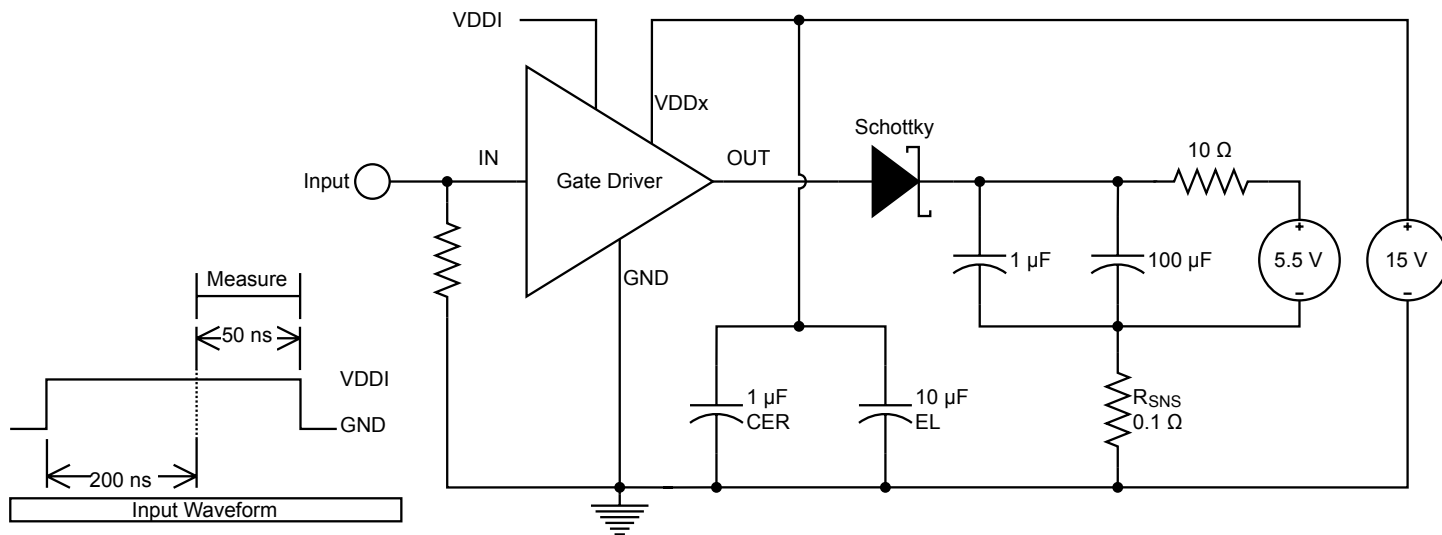 VDDI
VDDx
Schottky
10 Ω
IN
OUT
Input
Gate Driver
1 µF
100 µF
5.5 V
15 V
GND
Measure
50 ns
VDDI
GND
200 ns
1 µF
CER
10 µF
EL
RSNS
0.1 Ω
Input Waveform